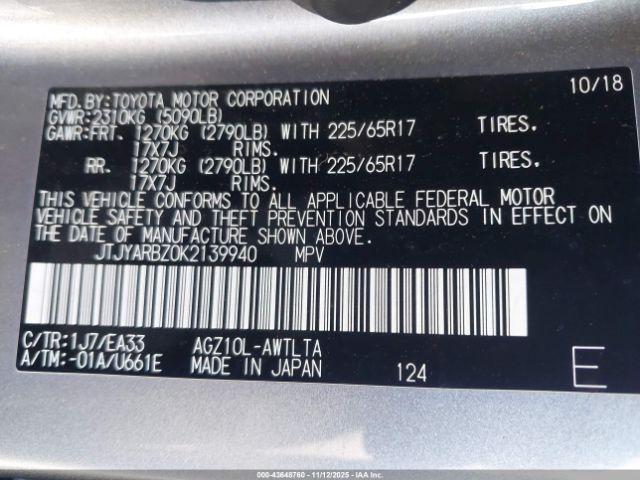 MFD.BY:TOYOTA MOTOR CORPORATION 10/18
GVWR:2310KG (5090LB)
GAWR:FRT. 1270KG (2790LB) WITH 225/65R17 TIRES.
17X7J RIMS.
RR. 1270KG (2790LB) WITH 225/65R17 TIRES.
17X7J RIMS.
THIS VEHICLE CONFORMS TO ALL APPLICABLE FEDERAL MOTOR
VEHICLE SAFETY AND THEFT PREVENTION STANDARDS IN EFFECT ON
THE DATE OF MANUFACTURE SHOWN ABOVE.
JTJYARBZ0K2139940 MPV
C/TR:1J7/EA33 AGZ10L-AWTLTA
A/TM:-01A/U661E MADE IN JAPAN 124 E
000-43648760 - 11/12/2025 - IAA Inc.